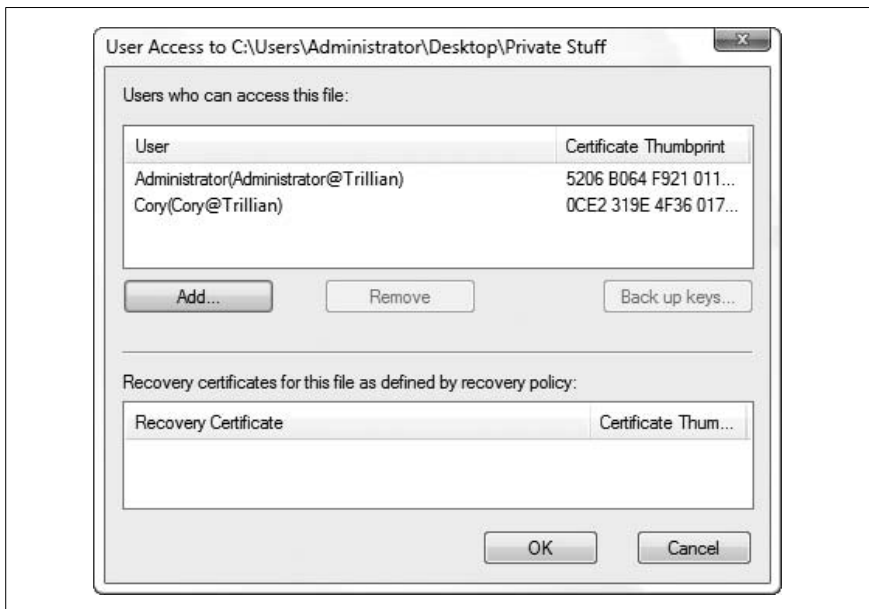 User Access to C:\Users\Administrator\Desktop\Private Stuff
Users who can access this file:
User Certificate Thumbprint
Administrator(Administrator@Trillian) 5206 B064 F921 011...
Cory(Cory@Trillian) 0CE2 319E 4F36 017...
Add... Remove Back up keys...
Recovery certificates for this file as defined by recovery policy:
Recovery Certificate Certificate Thum...
OK Cancel